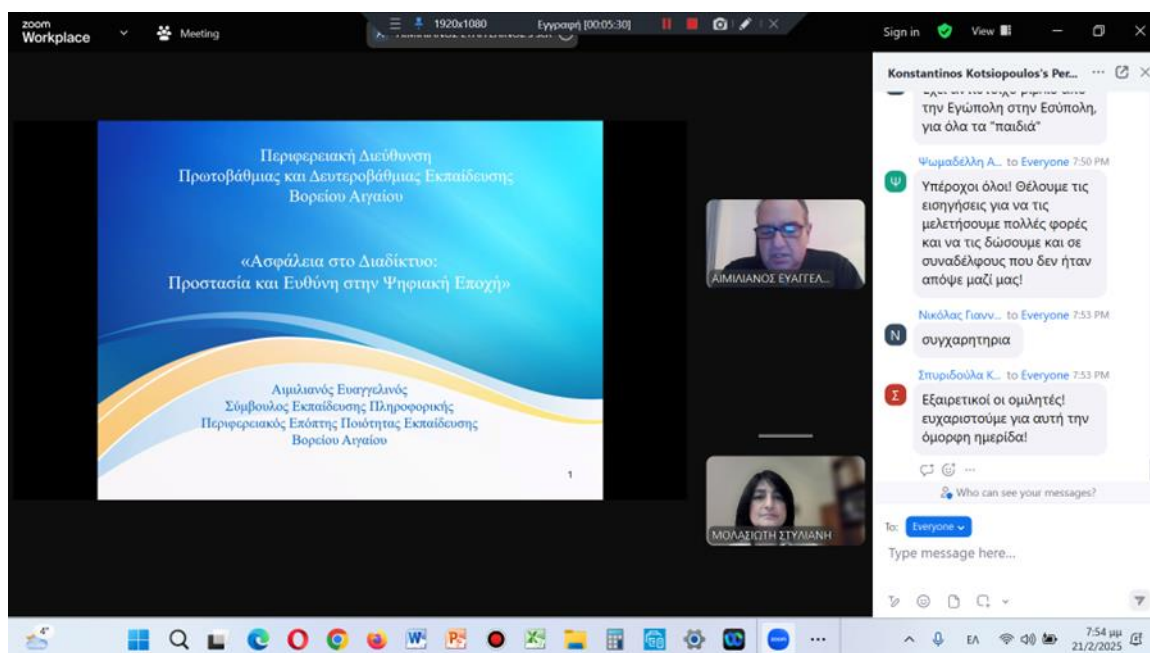 zoom
Workplace
Meeting
1920x1080
Εγγραφή [00:05:30]
Sign in
View
Περιφερειακή Διεύθυνση
Πρωτοβάθμιας και Δευτεροβάθμιας Εκπαίδευσης
Βορείου Αιγαίου
«Ασφάλεια στο Διαδίκτυο:
Προστασία και Ευθύνη στην Ψηφιακή Εποχή»
Αιμιλιανός Ευαγγελινός
Σύμβουλος Εκπαίδευσης Πληροφορικής
Περιφερειακός Επόπτης Ποιότητας Εκπαίδευσης
Βορείου Αιγαίου
1
ΑΙΜΙΛΙΑΝΟΣ ΕΥΑΓΓΕΛ...
ΜΟΛΑΣΙΩΤΗ ΣΤΥΛΙΑΝΗ
Konstantinos Kotsiopoulos's Per...
την Εγώπολη στην Εσύπολη,
για όλα τα "παιδιά"
Ψωμαδέλλη Α... to Everyone 7:50 PM
Ψ
Υπέροχοι όλοι! Θέλουμε τις
εισηγήσεις για να τις
μελετήσουμε πολλές φορές
και να τις δώσουμε και σε
συναδέλφους που δεν ήταν
απόψε μαζί μας!
Νικόλας Γιανν... to Everyone 7:53 PM
Ν
συγχαρητηρια
Σπυριδούλα Κ... to Everyone 7:53 PM
Σ
Εξαιρετικοί οι ομιλητές!
ευχαριστούμε για αυτή την
όμορφη ημερίδα!
Who can see your messages?
To: Everyone
Type message here...
4°
zoom
ΕΛ
7:54 μμ
21/2/2025